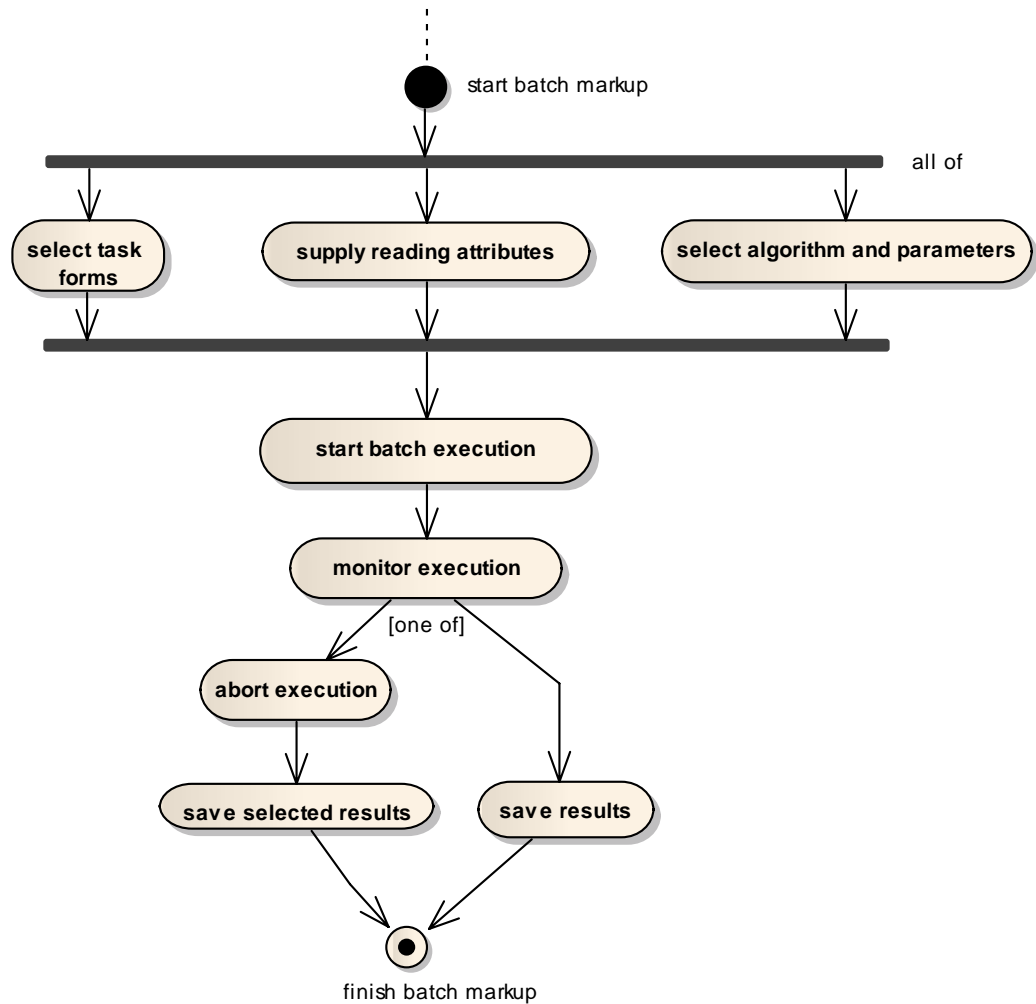 start batch markup
all of
select task
forms
supply reading attributes
select algorithm and parameters
start batch execution
monitor execution
[one of]
abort execution
save selected results
save results
finish batch markup